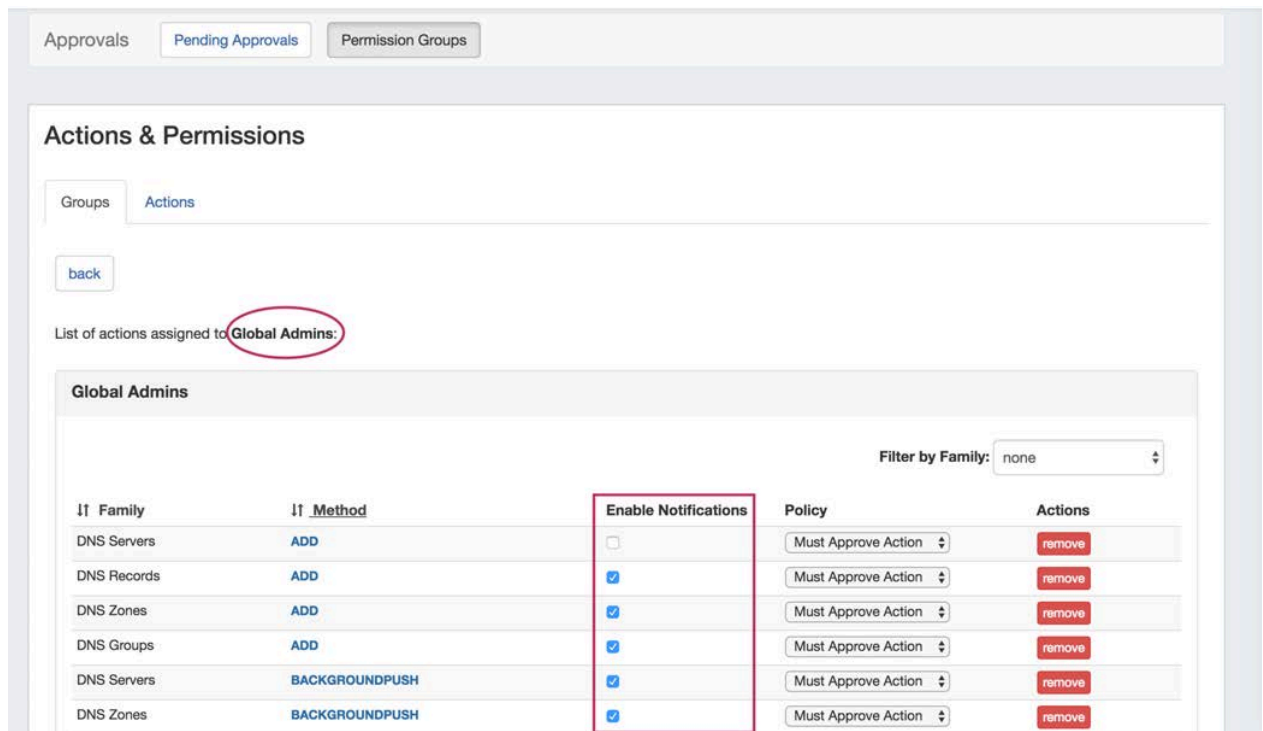 Approvals Pending Approvals Permission Groups
Actions & Permissions
Groups Actions
back
List of actions assigned to Global Admins:
Global Admins
Filter by Family: none
Family Method Enable Notifications Policy Actions
DNS Servers ADD Must Approve Action remove
DNS Records ADD Must Approve Action remove
DNS Zones ADD Must Approve Action remove
DNS Groups ADD Must Approve Action remove
DNS Servers BACKGROUNDPUSH Must Approve Action remove
DNS Zones BACKGROUNDPUSH Must Approve Action remove